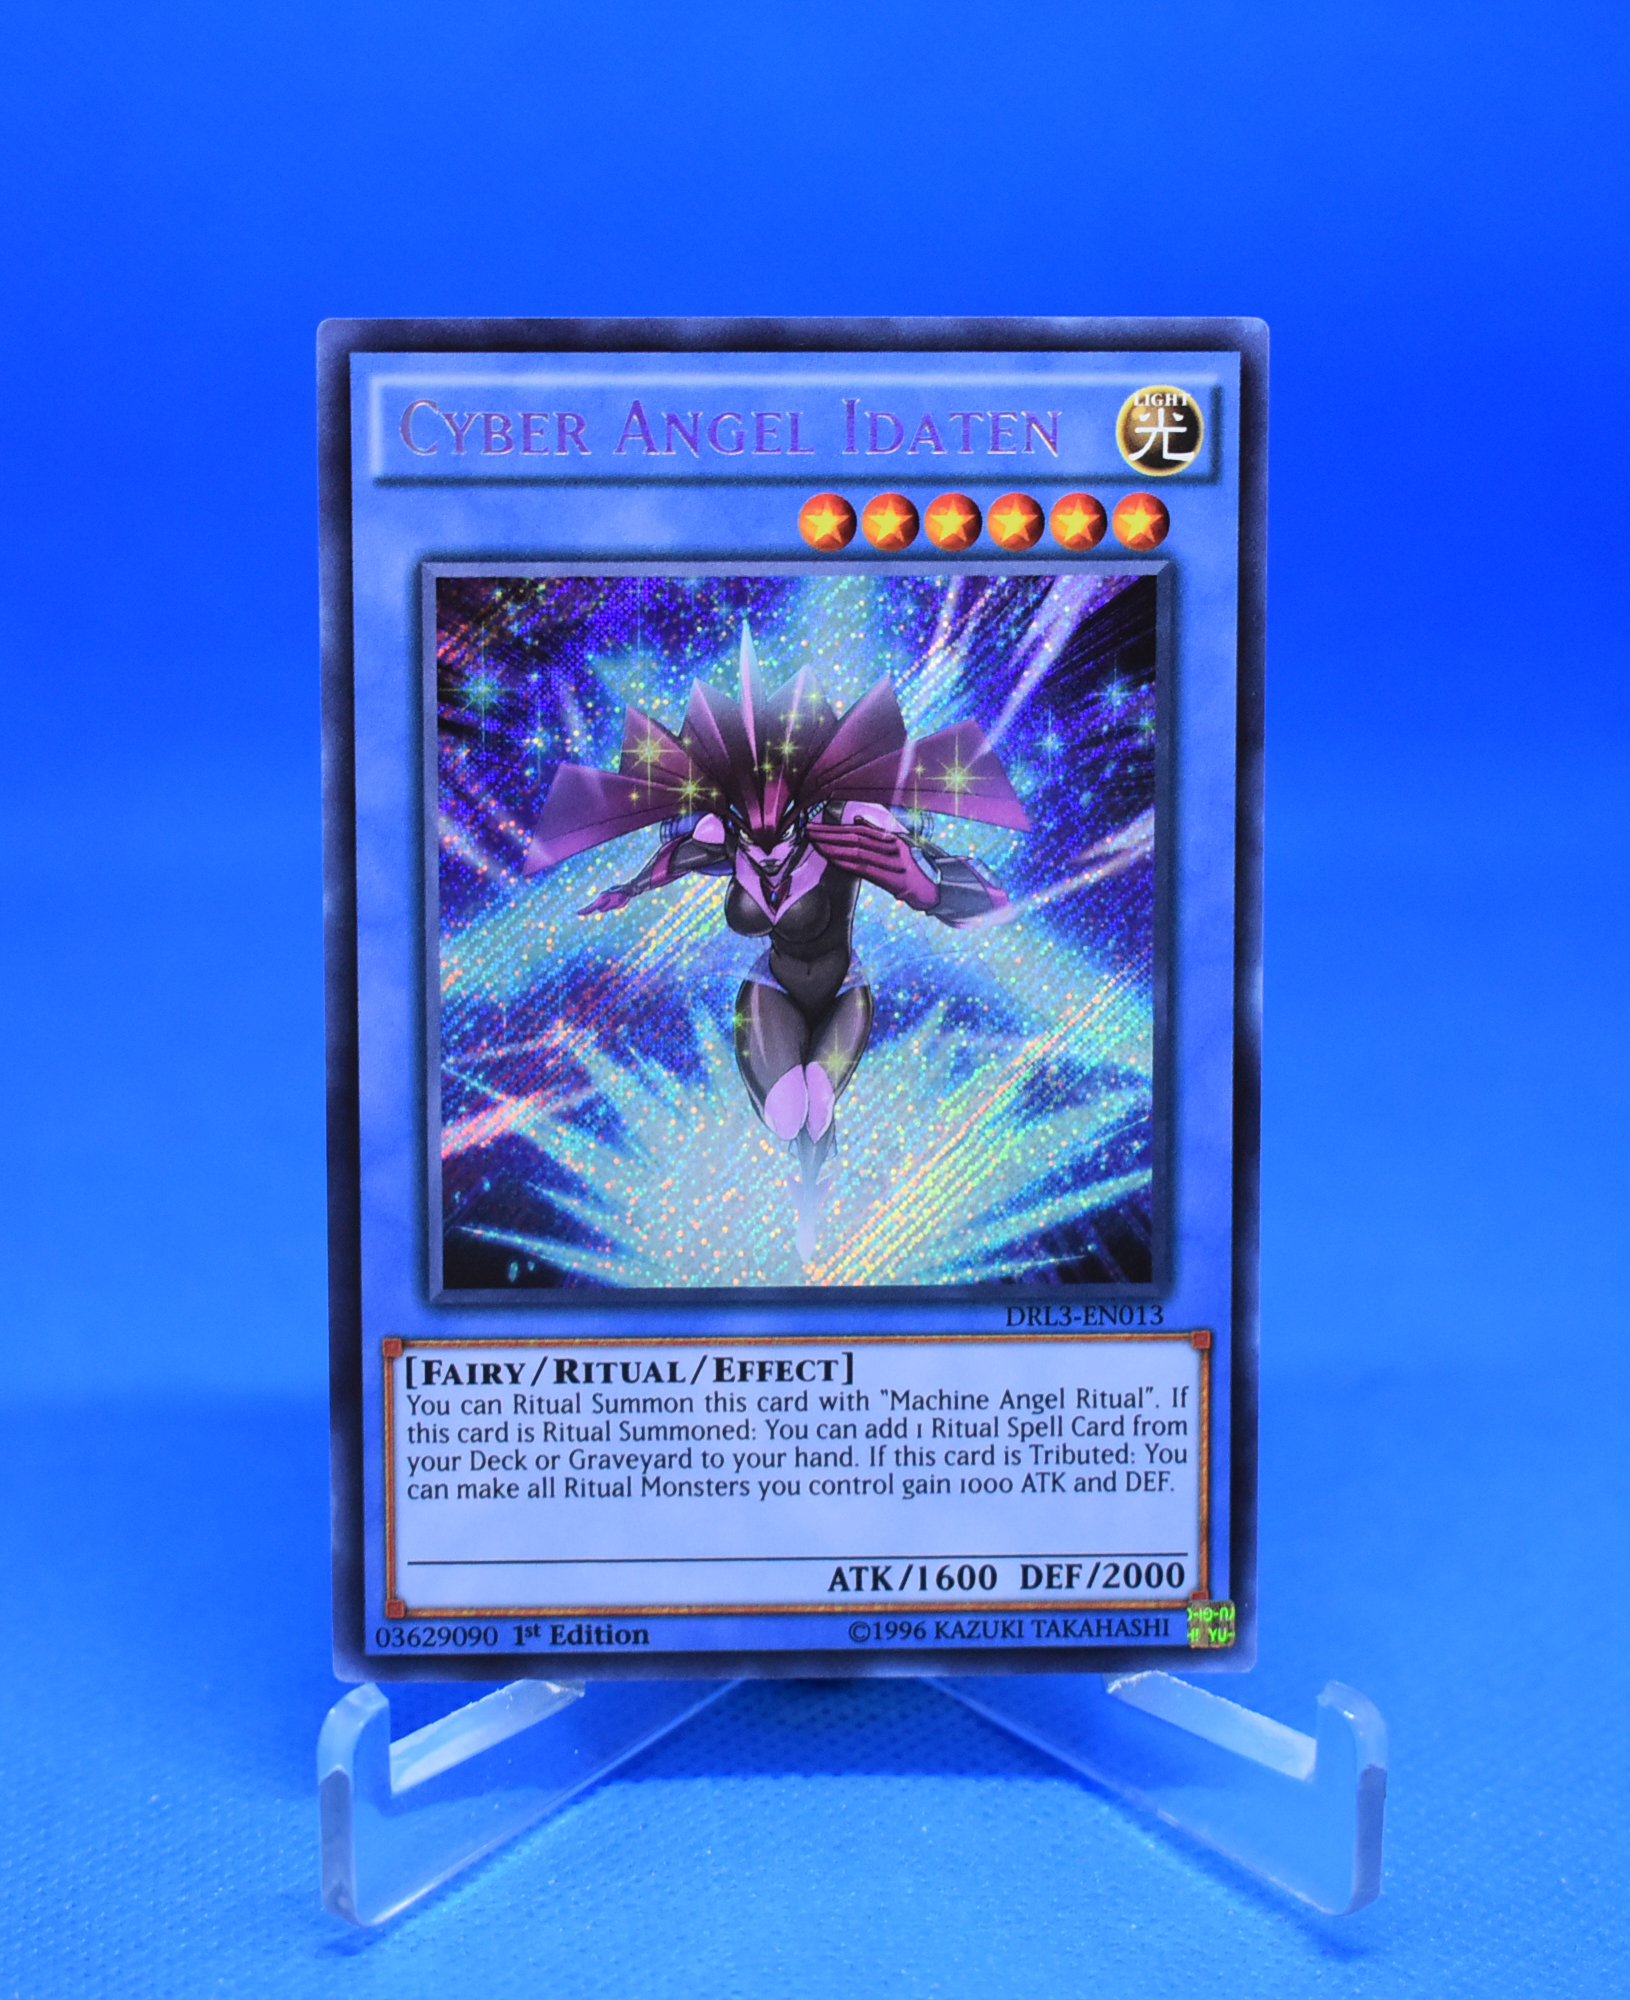 CYBER ANGEL IDATEN
LIGHT
光
DRL3-EN013
[FAIRY/RITUAL/EFFECT]
You can Ritual Summon this card with "Machine Angel Ritual". If
this card is Ritual Summoned: You can add 1 Ritual Spell Card from
your Deck or Graveyard to your hand. If this card is Tributed: You
can make all Ritual Monsters you control gain 1000 ATK and DEF.
ATK/1600 DEF/2000
03629090 1st Edition
©1996 KAZUKI TAKAHASHI